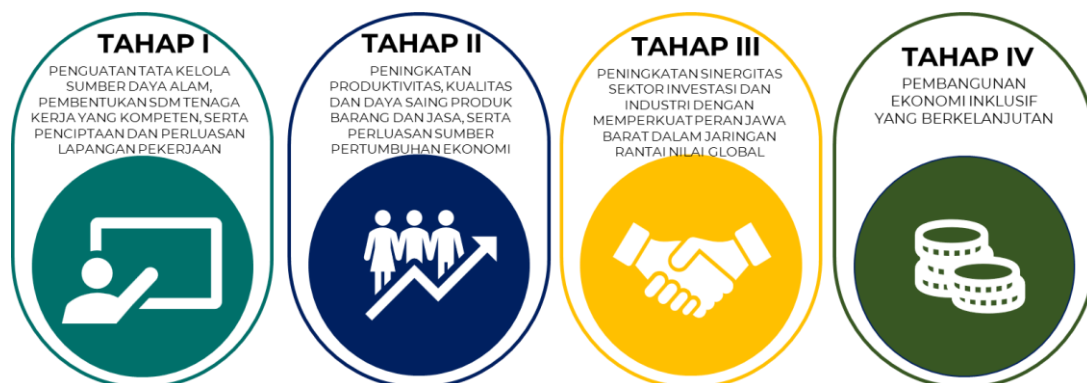 TAHAP I
PENGUATAN TATA KELOLA
SUMBER DAYA ALAM,
PEMBENTUKAN SDM TENAGA
KERJA YANG KOMPETEN, SERTA
PENCIPTAAN DAN PERLUASAN
LAPANGAN PEKERJAAN
TAHAP II
PENINGKATAN
PRODUKTIVITAS, KUALITAS
DAN DAYA SAING PRODUK
BARANG DAN JASA, SERTA
PERLUASAN SUMBER
PERTUMBUHAN EKONOMI
TAHAP III
PENINGKATAN SINERGITAS
SEKTOR INVESTASI DAN
INDUSTRI DENGAN
MEMPERKUAT PERAN JAWA
BARAT DALAM JARINGAN
RANTAI NILAI GLOBAL
TAHAP IV
PEMBANGUNAN
EKONOMI INKLUSIF
YANG BERKELANJUTAN